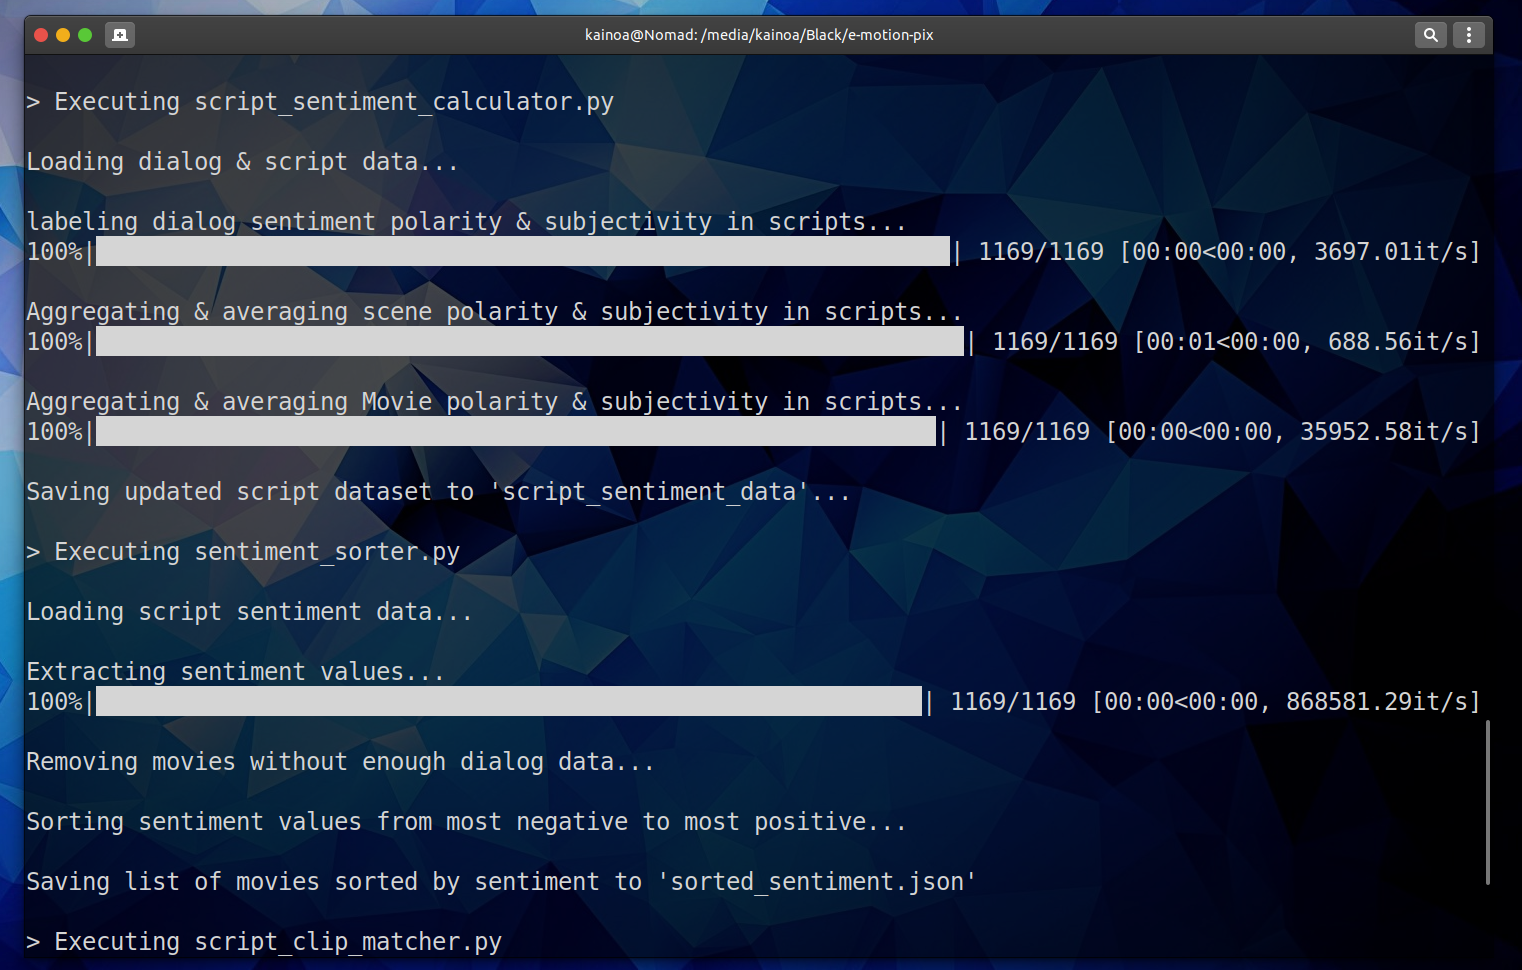 kainoa@Nomad: /media/kainoa/Black/e-motion-pix
> Executing script_sentiment_calculator.py
Loading dialog & script data...
labeling dialog sentiment polarity & subjectivity in scripts...
100%| | 1169/1169 [00:00<00:00, 3697.01it/s]
Aggregating & averaging scene polarity & subjectivity in scripts...
100%| | 1169/1169 [00:01<00:00, 688.56it/s]
Aggregating & averaging Movie polarity & subjectivity in scripts...
100%| | 1169/1169 [00:00<00:00, 35952.58it/s]
Saving updated script dataset to 'script_sentiment_data'...
> Executing sentiment_sorter.py
Loading script sentiment data...
Extracting sentiment values...
100%| | 1169/1169 [00:00<00:00, 868581.29it/s]
Removing movies without enough dialog data...
Sorting sentiment values from most negative to most positive...
Saving list of movies sorted by sentiment to 'sorted_sentiment.json'
> Executing script_clip_matcher.py